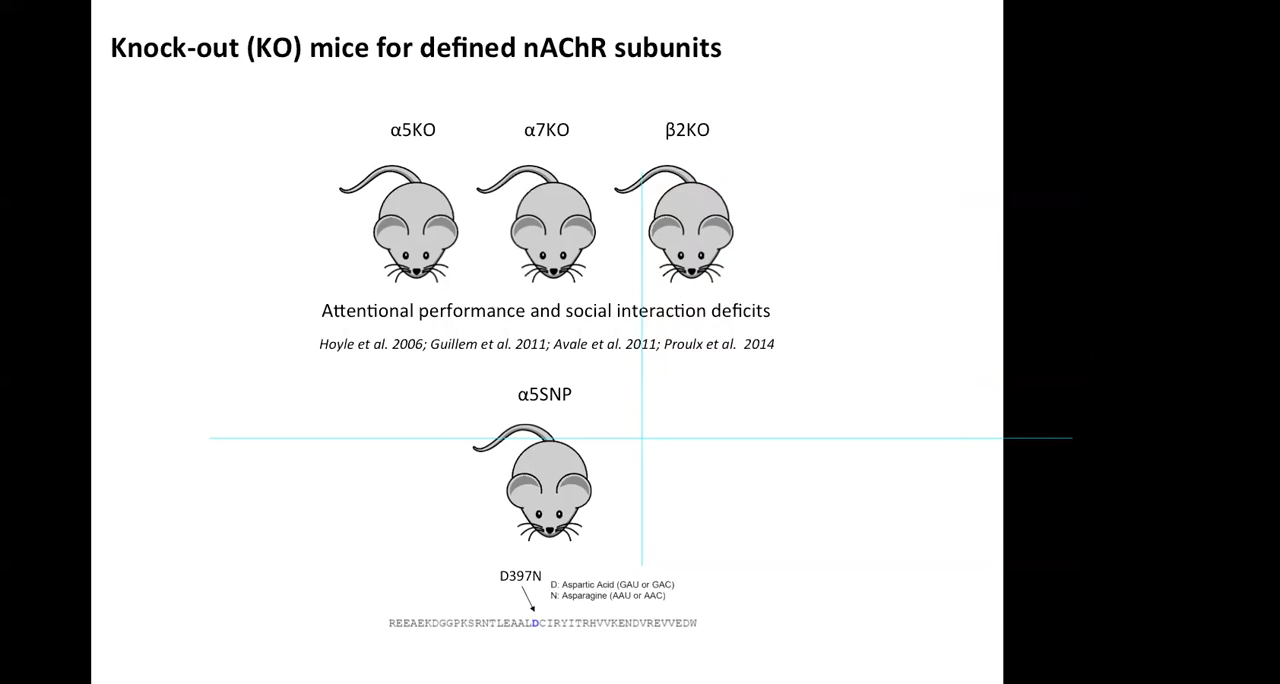 Knock-out (KO) mice for defined nAChR subunits
α5KO α7KO β2KO
Attentional performance and social interaction deficits
Hoyle et al. 2006; Guillem et al. 2011; Avale et al. 2011; Proulx et al. 2014
α5SNP
D397N
D: Aspartic Acid (GAU or GAC)
N: Asparagine (AAU or AAC)
REEAEKDGGPKSRNTLEAALDCIRYITRHVVKENDVREVVEDW